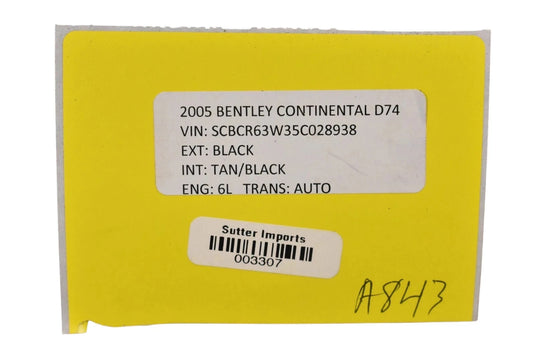 2005 BENTLEY CONTINENTAL D74
VIN: SCBCR63W35C028938
EXT: BLACK
INT: TAN/BLACK
ENG: 6L TRANS: AUTO
Sutter Imports
003307
A843